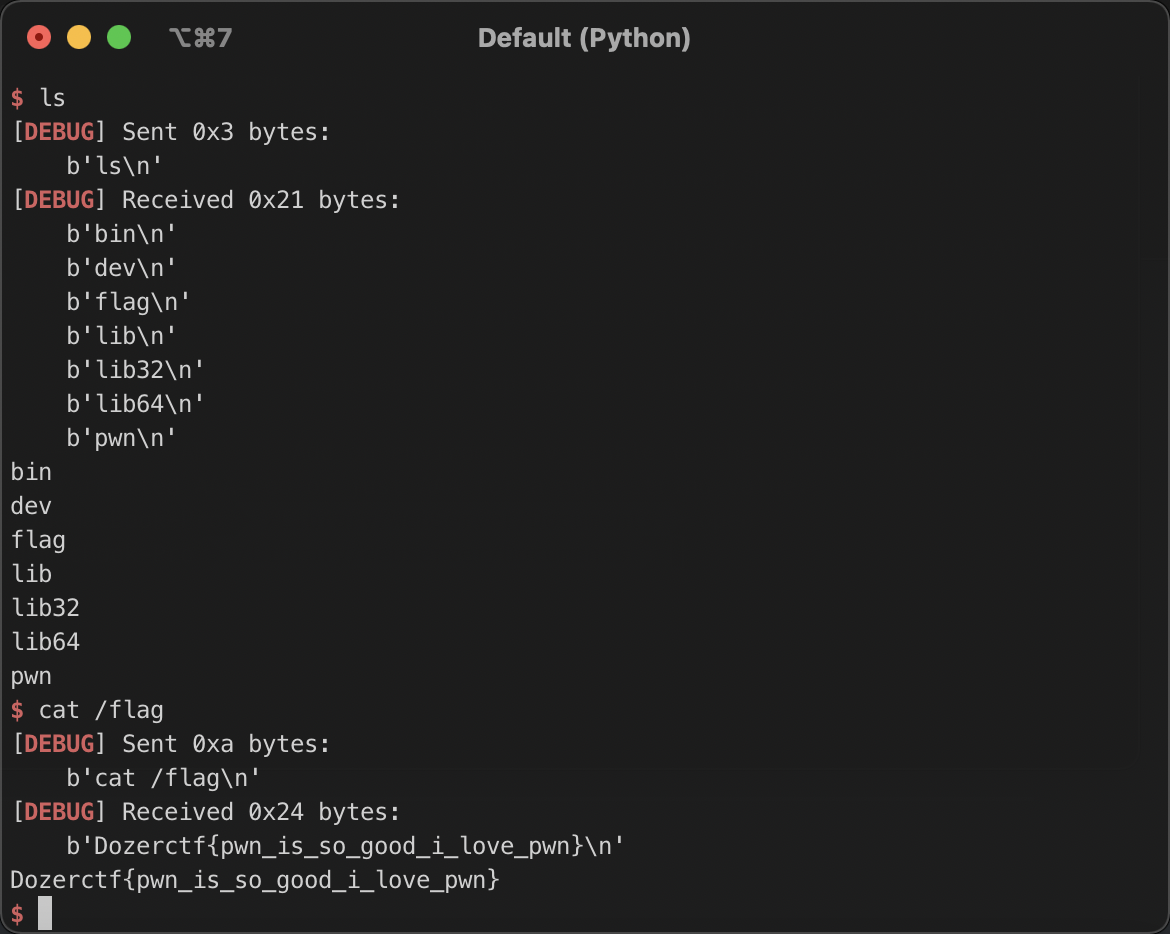 ⌥⌘7
Default (Python)
$ ls
[DEBUG] Sent 0x3 bytes:
    b'ls\n'
[DEBUG] Received 0x21 bytes:
    b'bin\n'
    b'dev\n'
    b'flag\n'
    b'lib\n'
    b'lib32\n'
    b'lib64\n'
    b'pwn\n'
bin
dev
flag
lib
lib32
lib64
pwn
$ cat /flag
[DEBUG] Sent 0xa bytes:
    b'cat /flag\n'
[DEBUG] Received 0x24 bytes:
    b'Dozerctf{pwn_is_so_good_i_love_pwn}\n'
Dozerctf{pwn_is_so_good_i_love_pwn}
$